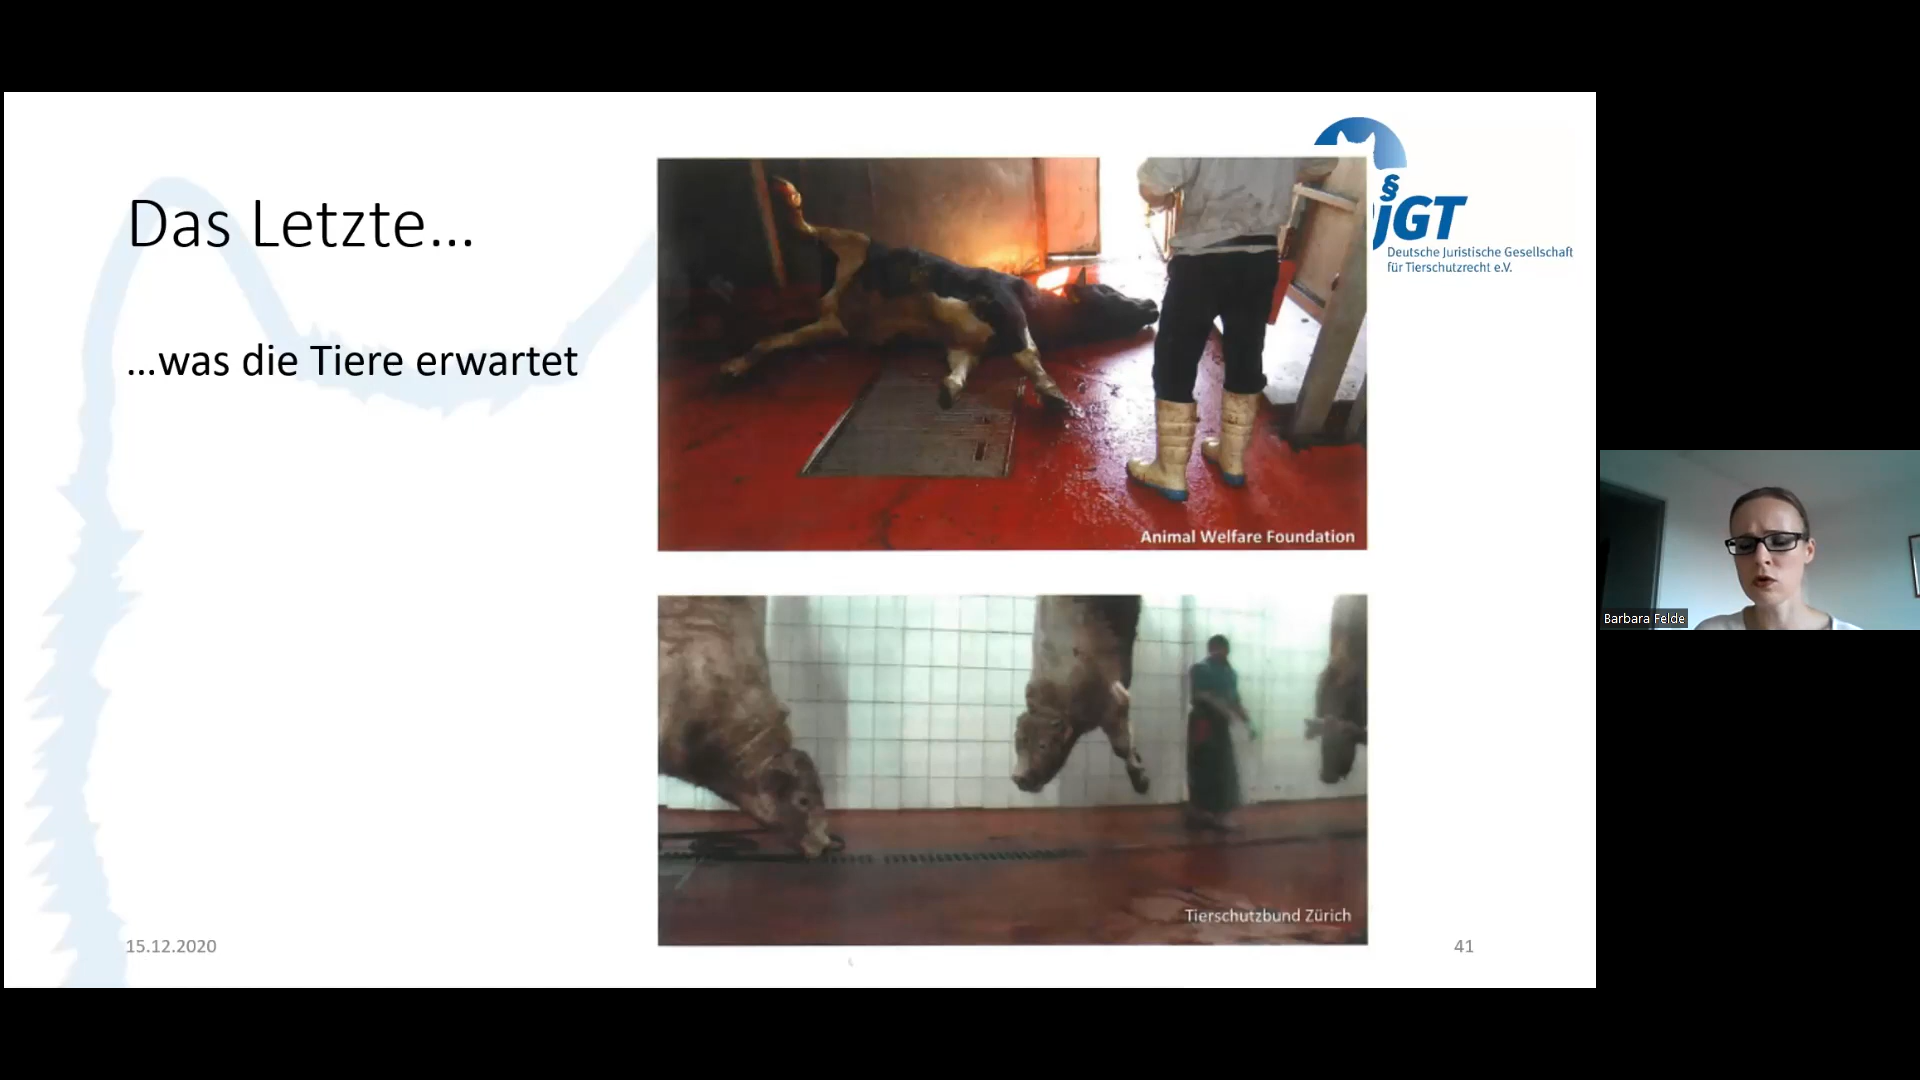 Das Letzte...
...was die Tiere erwartet
§
jGT
Deutsche Juristische Gesellschaft
für Tierschutzrecht e.V.
Animal Welfare Foundation
Tierschutzbund Zürich
15.12.2020
41
Barbara Felde